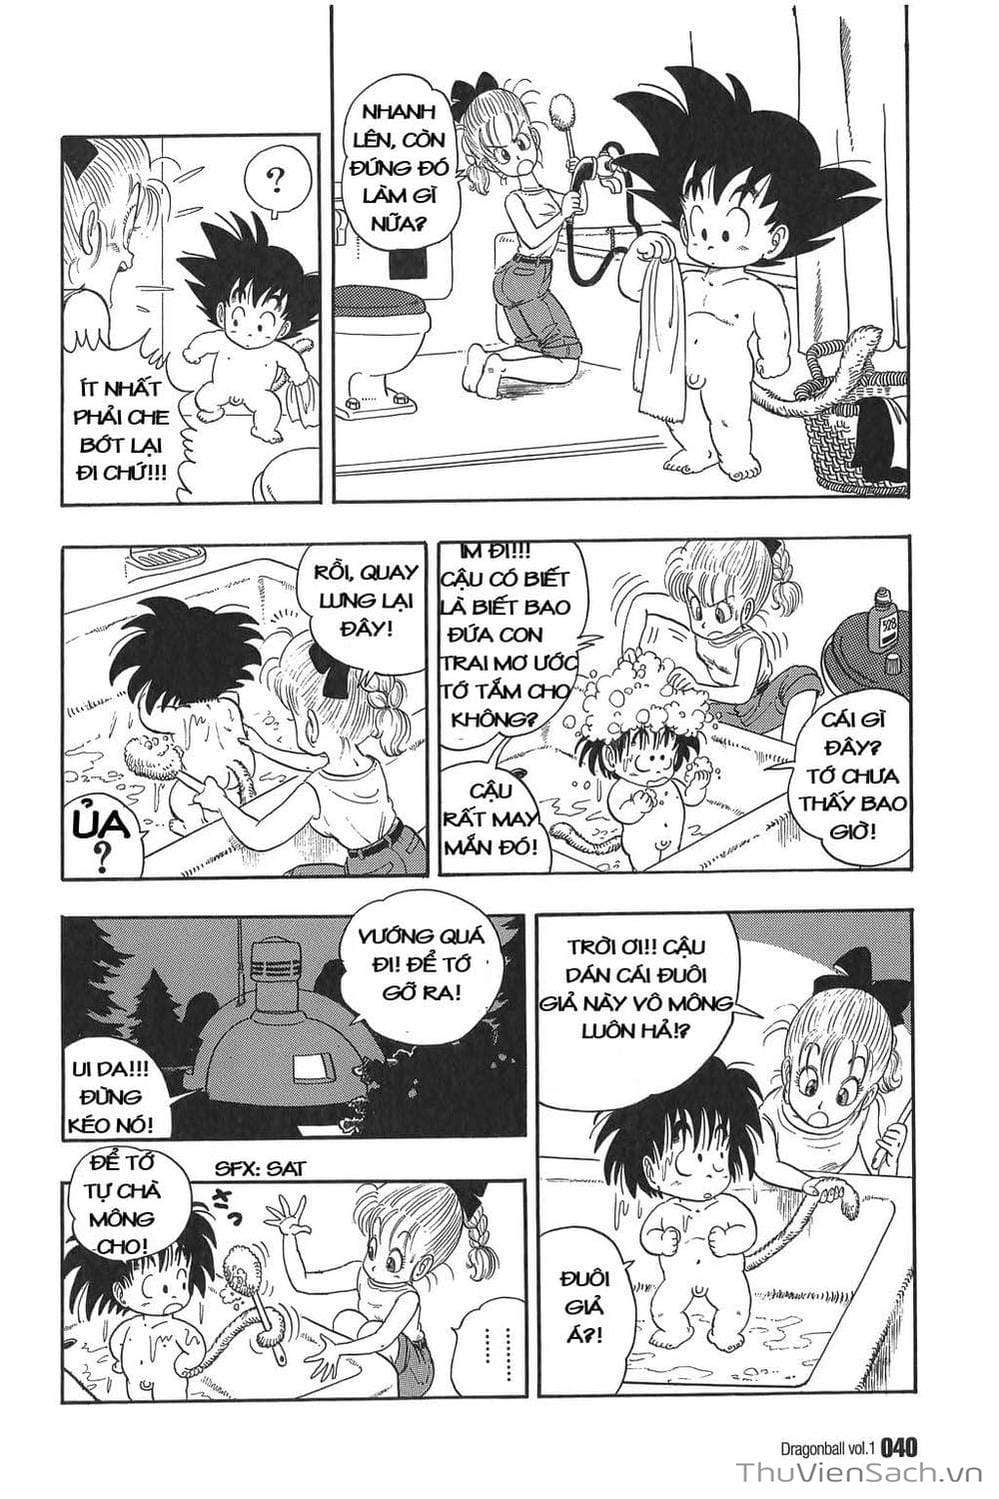 NHANH
LÊN, CÒN
ĐÚNG ĐÓ
LÀM GÌ
NỮA?
?
ÍT NHẤT
PHẢI CHE
BỚT LẠI
ĐI CHỨ!!!
RỒI, QUAY
LƯNG LẠI
ĐÂY!
ỦA
?
IM ĐI!!!
CẬU CÓ BIẾT
LÀ BIẾT BAO
ĐỨA CON
TRAI MƠ ƯỚC
TỚ TẮM CHO
KHÔNG?
CẬU
RẤT MAY
MẮN ĐÓ!
528
CÁI GÌ
ĐÂY?
TỚ CHƯA
THẤY BAO
GIỜ!
VƯỚNG QUÁ
ĐI! ĐỂ TỚ
GỠ RA!
UI DA!!!
ĐỪNG
KÉO NÓ!
TRỜI ƠI!! CẬU
DÁN CÁI ĐUÔI
GIẢ NÀY VÔ MÔNG
LUÔN HẢ!?
ĐUÔI
GIẢ
Á?!
SFX: SAT
ĐỂ TỚ
TỰ CHÀ
MÔNG
CHO!
......
Dragonball vol.1 040
ThuVienSach.vn